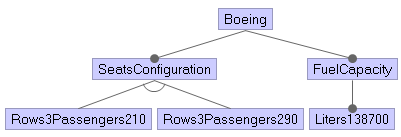 Boeing
SeatsConfiguration
FuelCapacity
Rows3Passengers210
Rows3Passengers290
Liters138700